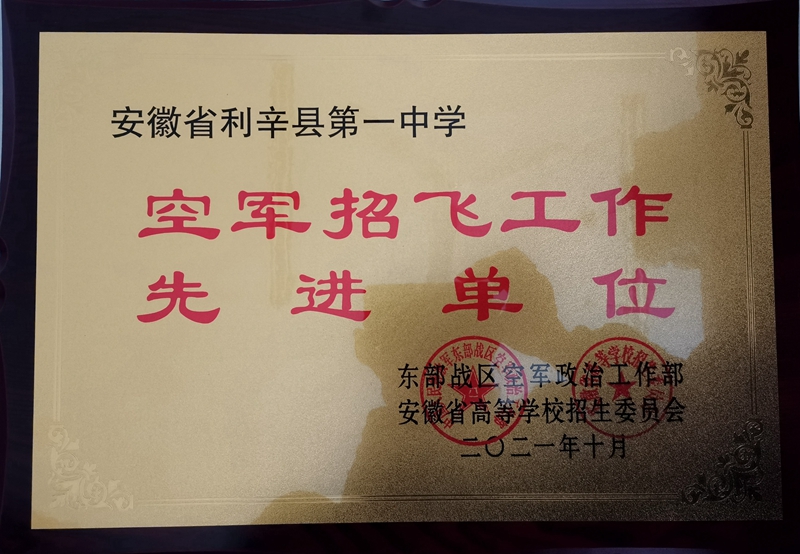 安徽省利辛县第一中学
空军招飞工作
先进单位
东部战区空军政治工作部
安徽省高等学校招生委员会
二〇二一年十月